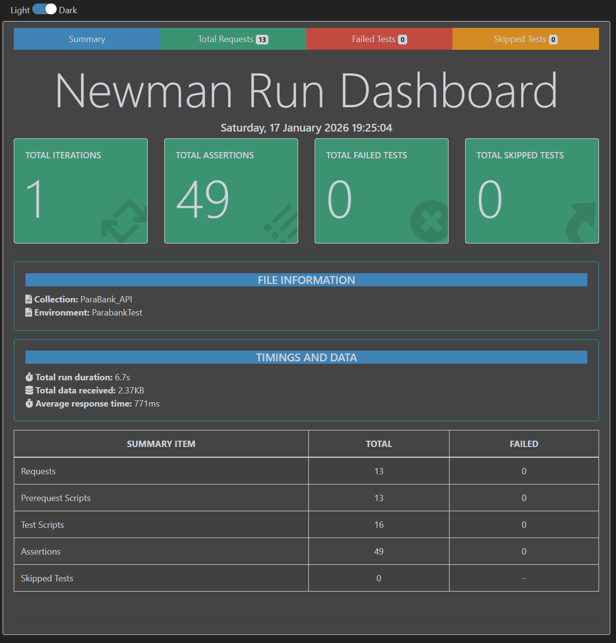 Light Dark
Summary Total Requests 13 Failed Tests 0 Skipped Tests 0
Newman Run Dashboard
Saturday, 17 January 2026 19:25:04
TOTAL ITERATIONS TOTAL ASSERTIONS TOTAL FAILED TESTS TOTAL SKIPPED TESTS
1 49 0 0
FILE INFORMATION
Collection: ParaBank_API
Environment: ParabankTest
TIMINGS AND DATA
Total run duration: 6.7s
Total data received: 2.37KB
Average response time: 771ms
SUMMARY ITEM TOTAL FAILED
Requests 13 0
Prerequest Scripts 13 0
Test Scripts 16 0
Assertions 49 0
Skipped Tests 0 -